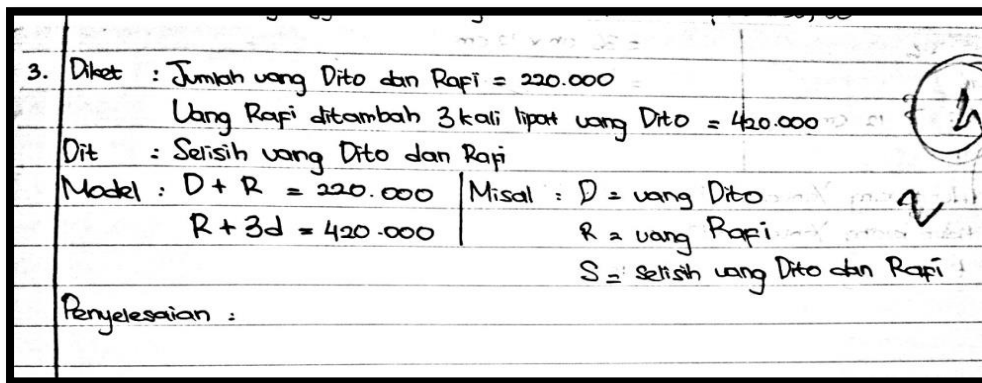 3. Diket : Jumlah uang Dito dan Rafi = 220.000
Uang Rafi ditambah 3 kali lipat uang Dito = 420.000
Dit : Selisih uang Dito dan Rafi
Model : D + R = 220.000 | Misal : D = uang Dito
R + 3d = 420.000 R = uang Rafi
S = selisih uang Dito dan Rafi
2
Penyelesaian :